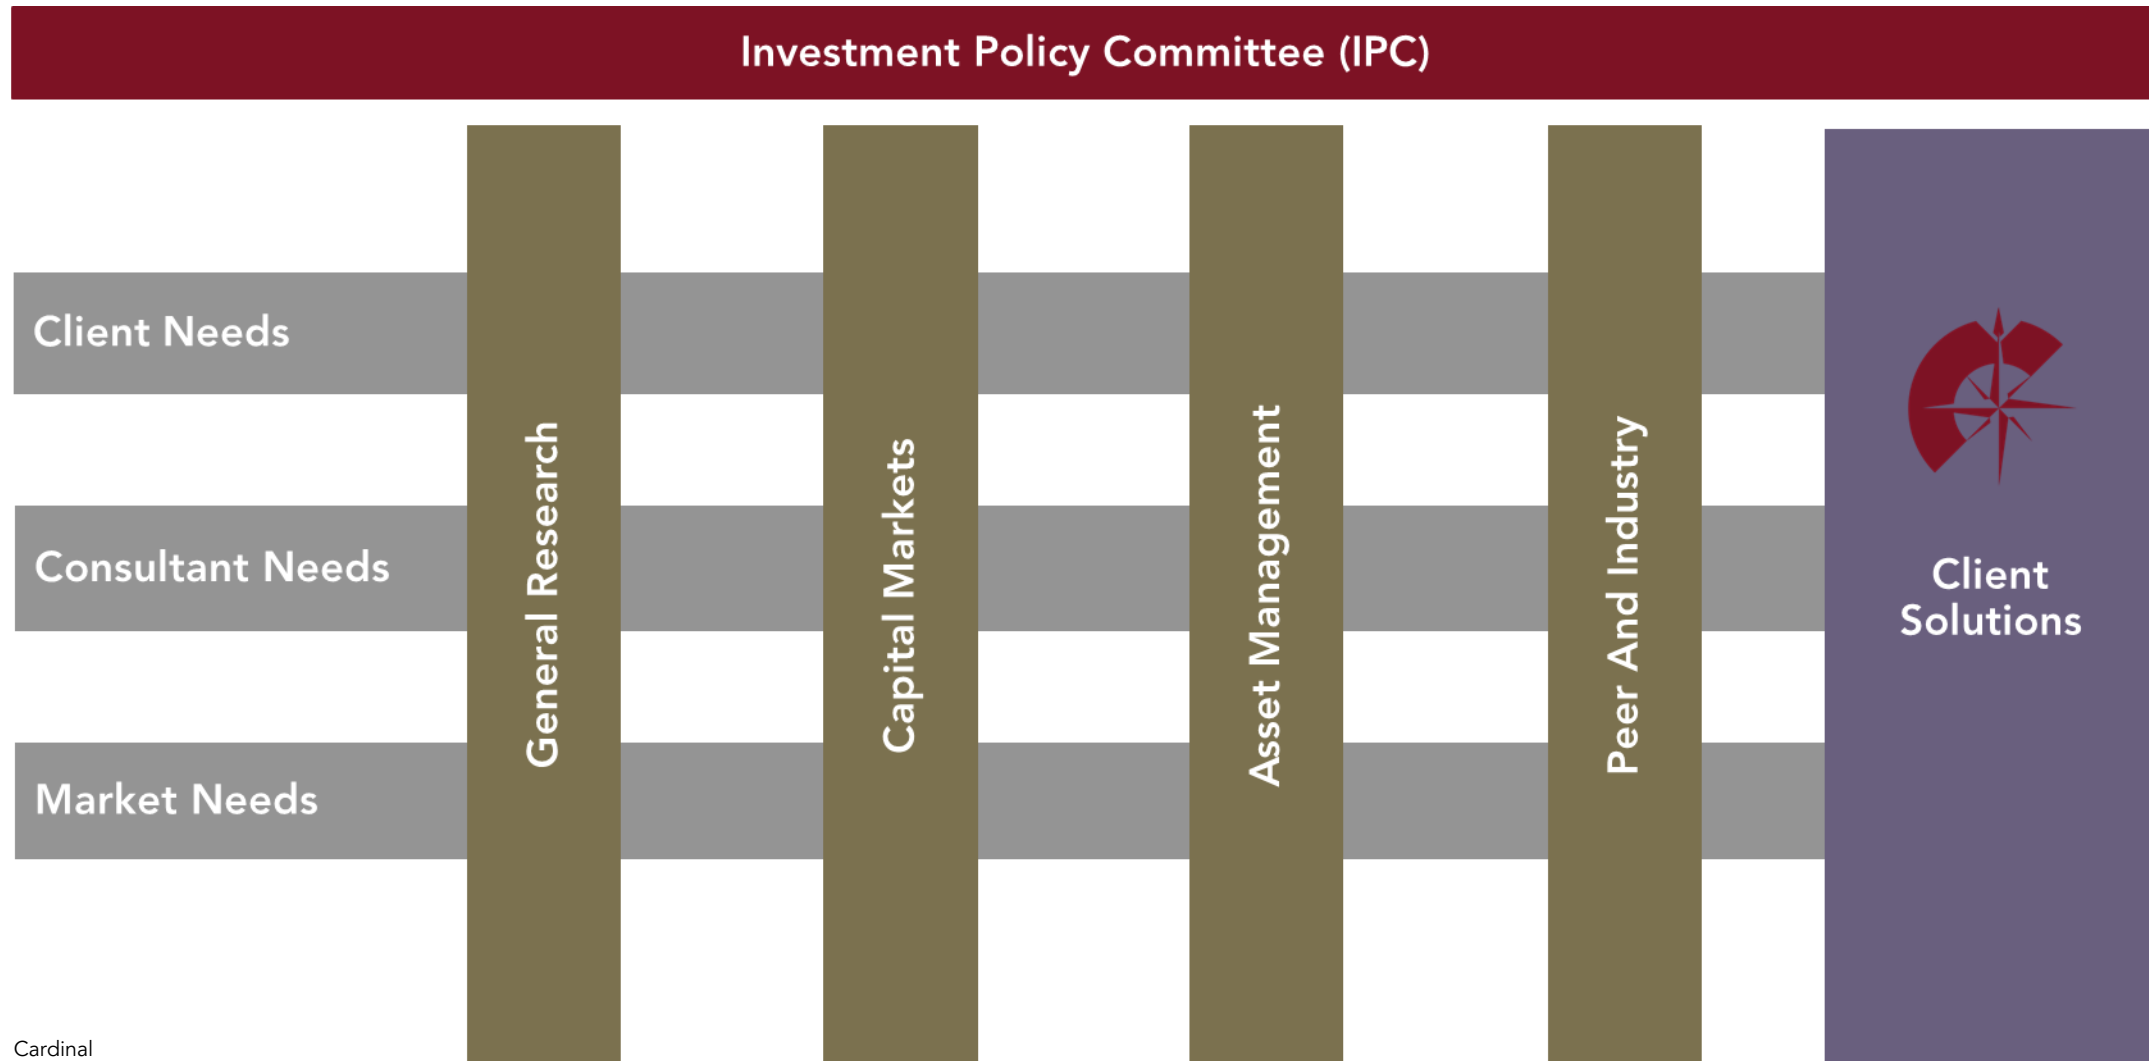 Investment Policy Committee (IPC)
Client Needs
Consultant Needs
Market Needs
General Research
Capital Markets
Asset Management
Peer And Industry
Client
Solutions
Cardinal